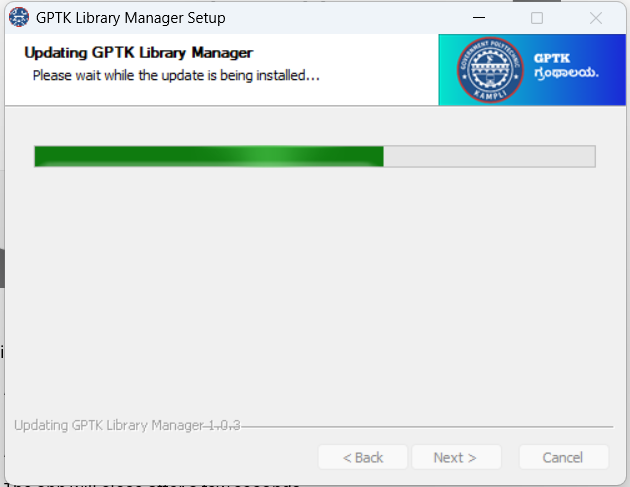 GPTK Library Manager Setup
Updating GPTK Library Manager
Please wait while the update is being installed...
GOVERNMENT POLYTECHNIC
KAMPLI
GPTK
ಗ್ರಂಥಾಲಯ.
Updating GPTK Library Manager 1.0.3
< Back
Next >
Cancel